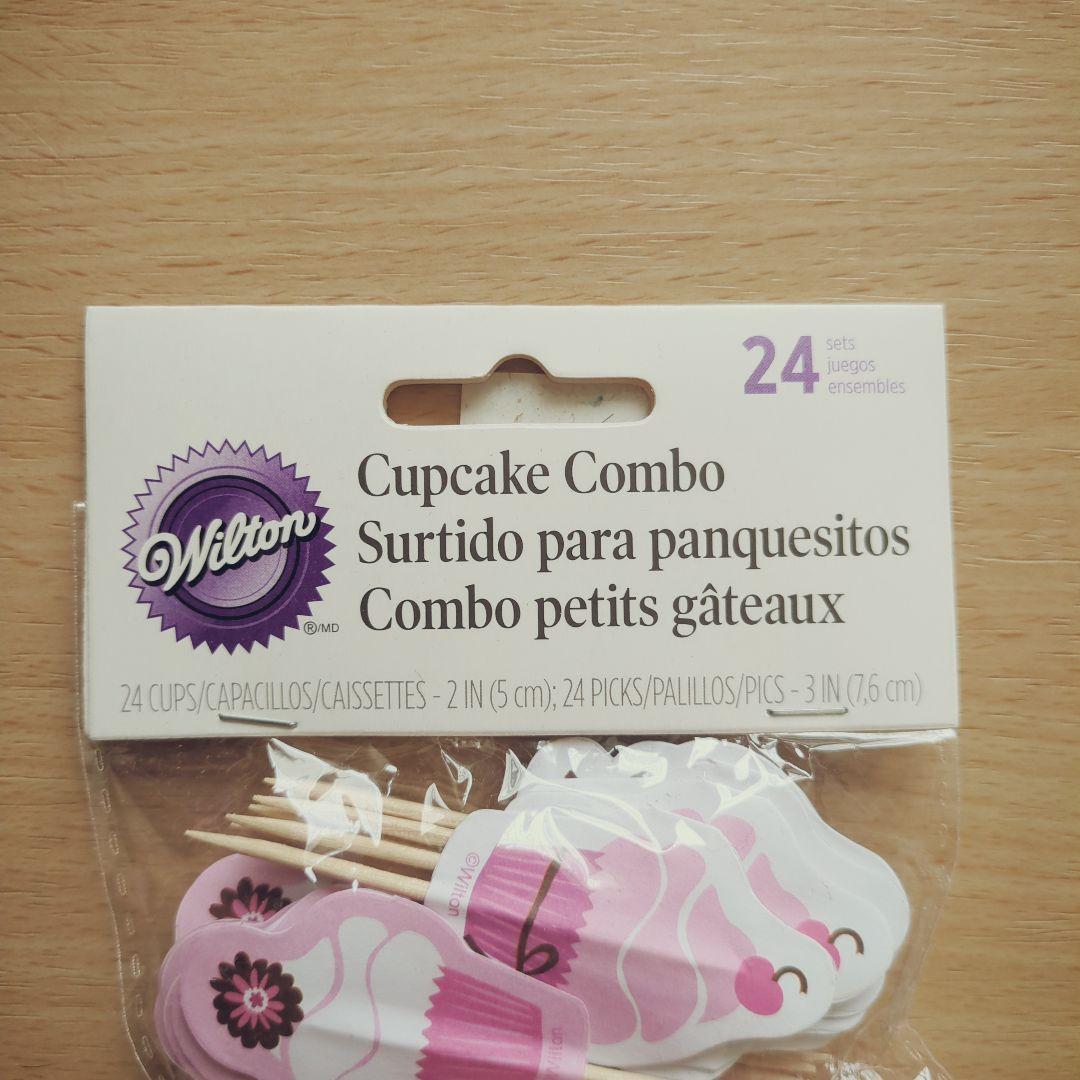 24 sets
juegos
ensembles
Wilton
®/MD
Cupcake Combo
Surtido para panquesitos
Combo petits gâteaux
24 CUPS/CAPACILLOS/CAISSETTES - 2 IN (5 cm); 24 PICKS/PALILLOS/PICS - 3 IN (7,6 cm)
©Wilton
Wilton